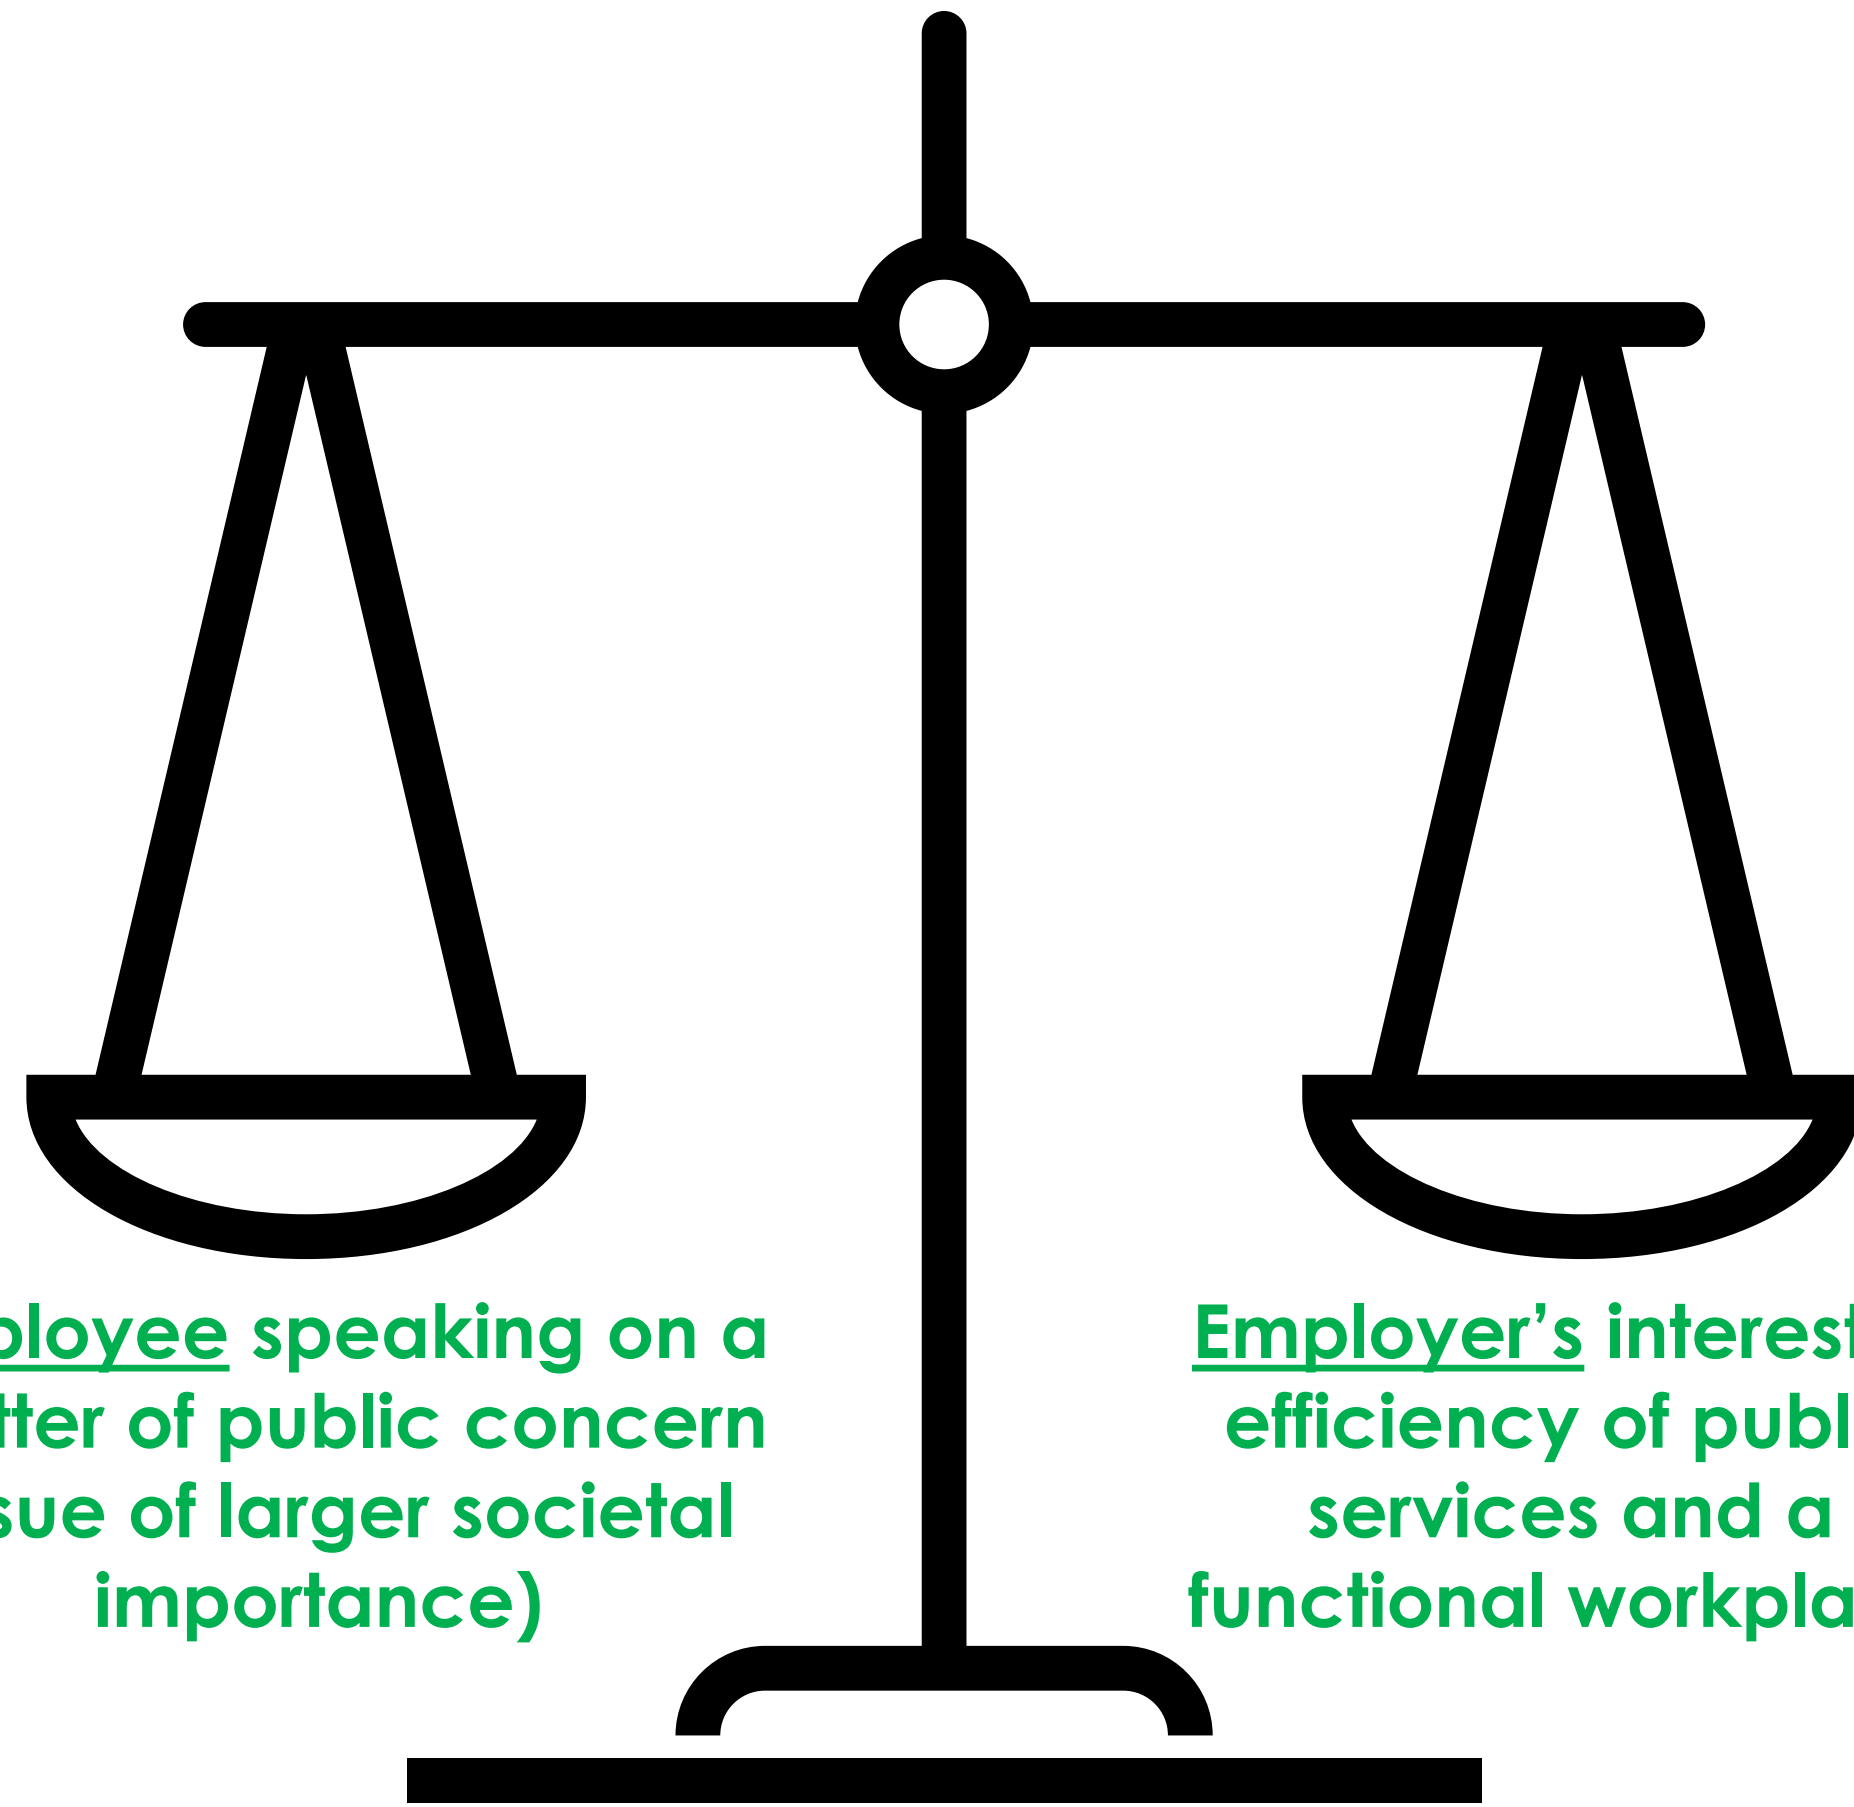 ployee speaking on a
tter of public concern
sue of larger societal
importance)
Employer’s interest
efficiency of publ
services and a
functional workpla